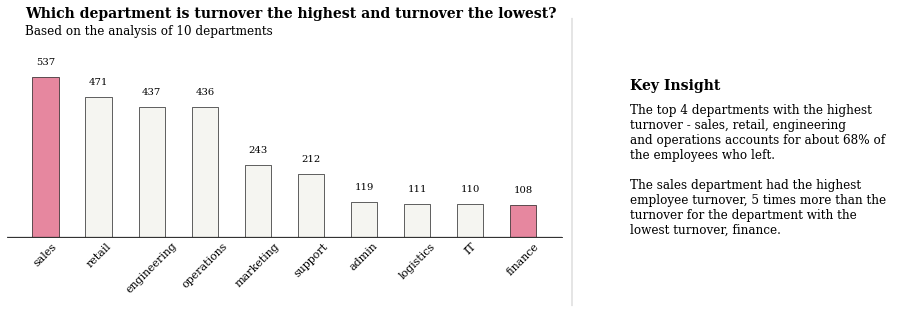 Which department is turnover the highest and turnover the lowest?
Based on the analysis of 10 departments
537
471
437
436
243
212
119
111
110
108
sales
retail
engineering
operations
marketing
support
admin
logistics
IT
finance
Key Insight
The top 4 departments with the highest
turnover - sales, retail, engineering
and operations accounts for about 68% of
the employees who left.
The sales department had the highest
employee turnover, 5 times more than the
turnover for the department with the
lowest turnover, finance.